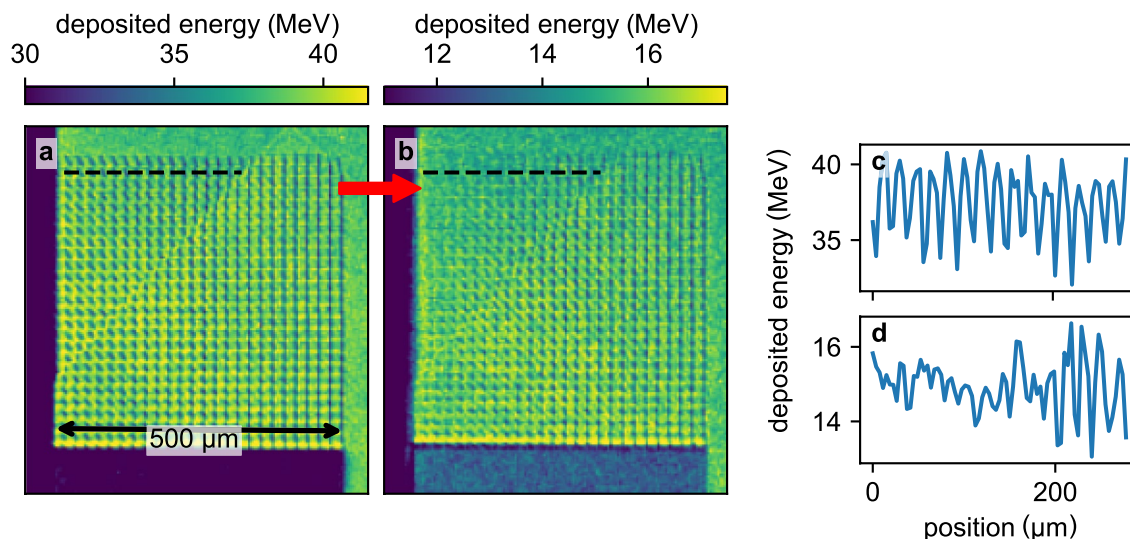 deposited energy (MeV)
30 35 40
deposited energy (MeV)
12 14 16
a
500 µm
b
deposited energy (MeV)
c
40
35
d
16
14
0 200
position (µm)